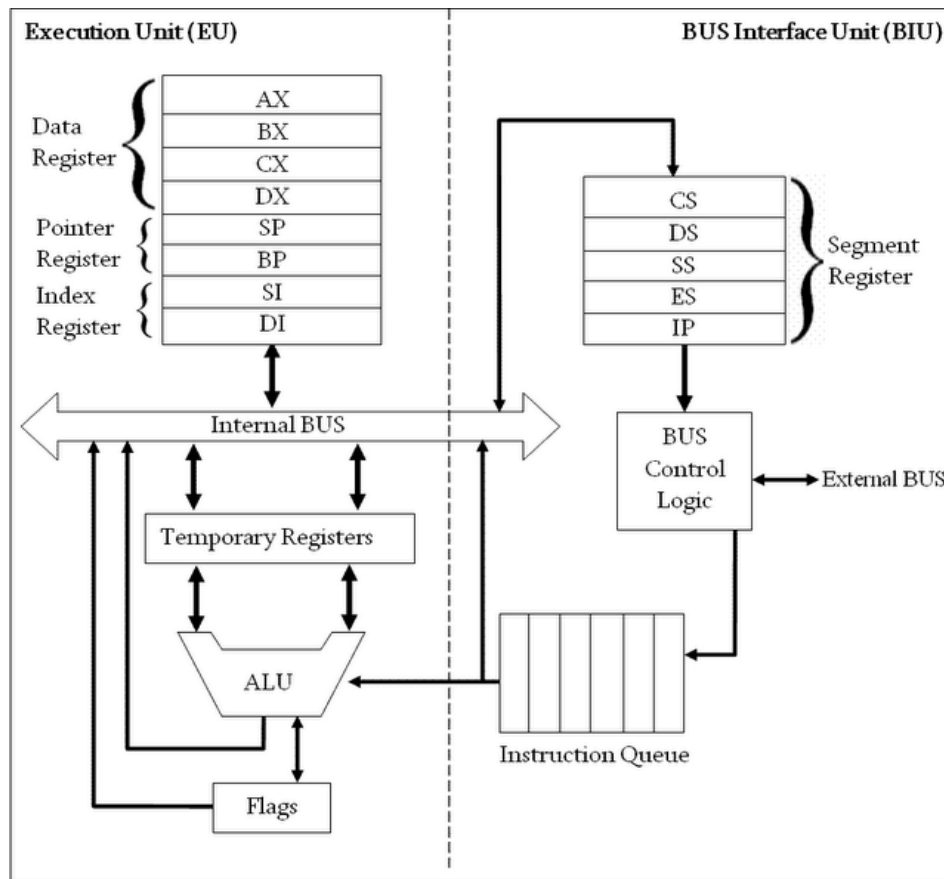 Execution Unit (EU)
BUS Interface Unit (BIU)
Data
Register
AX
BX
CX
DX
Pointer
Register
SP
BP
Index
Register
SI
DI
CS
DS
SS
ES
IP
Segment
Register
Internal BUS
BUS
Control
Logic
External BUS
Temporary Registers
ALU
Instruction Queue
Flags